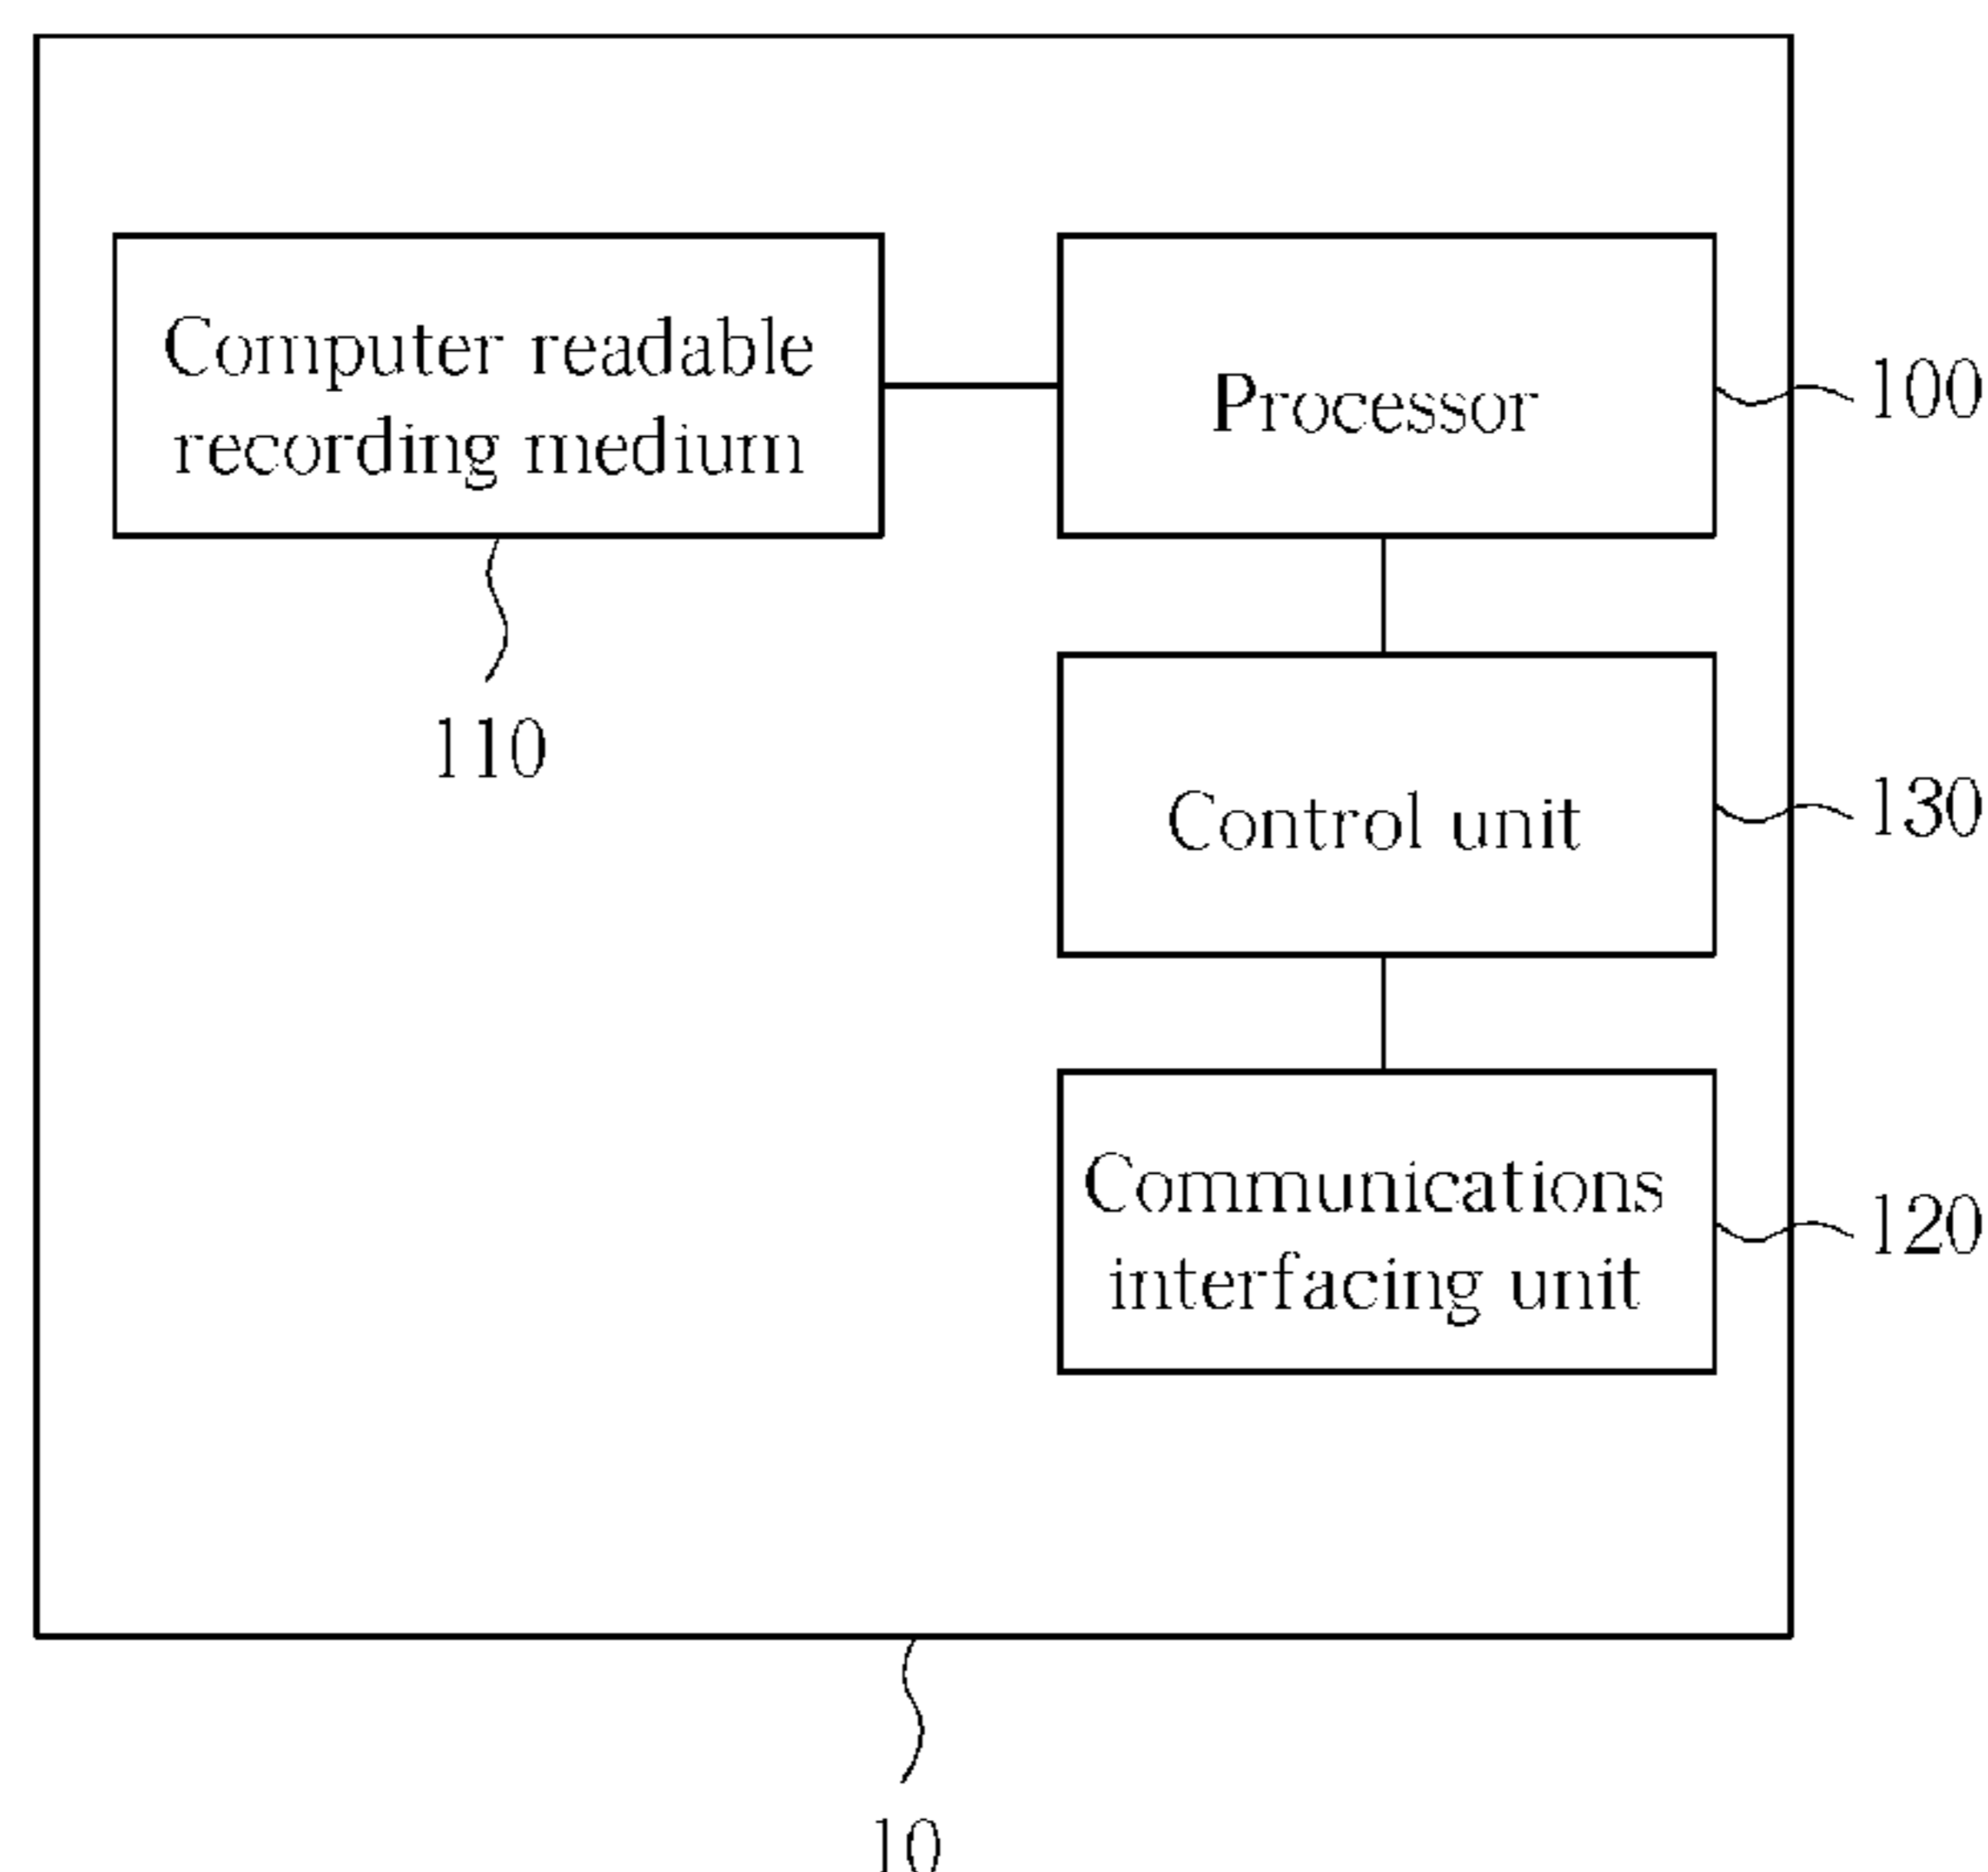 Computer readable
recording medium
110
Processor
100
Control unit
130
Communications
interfacing unit
120
10